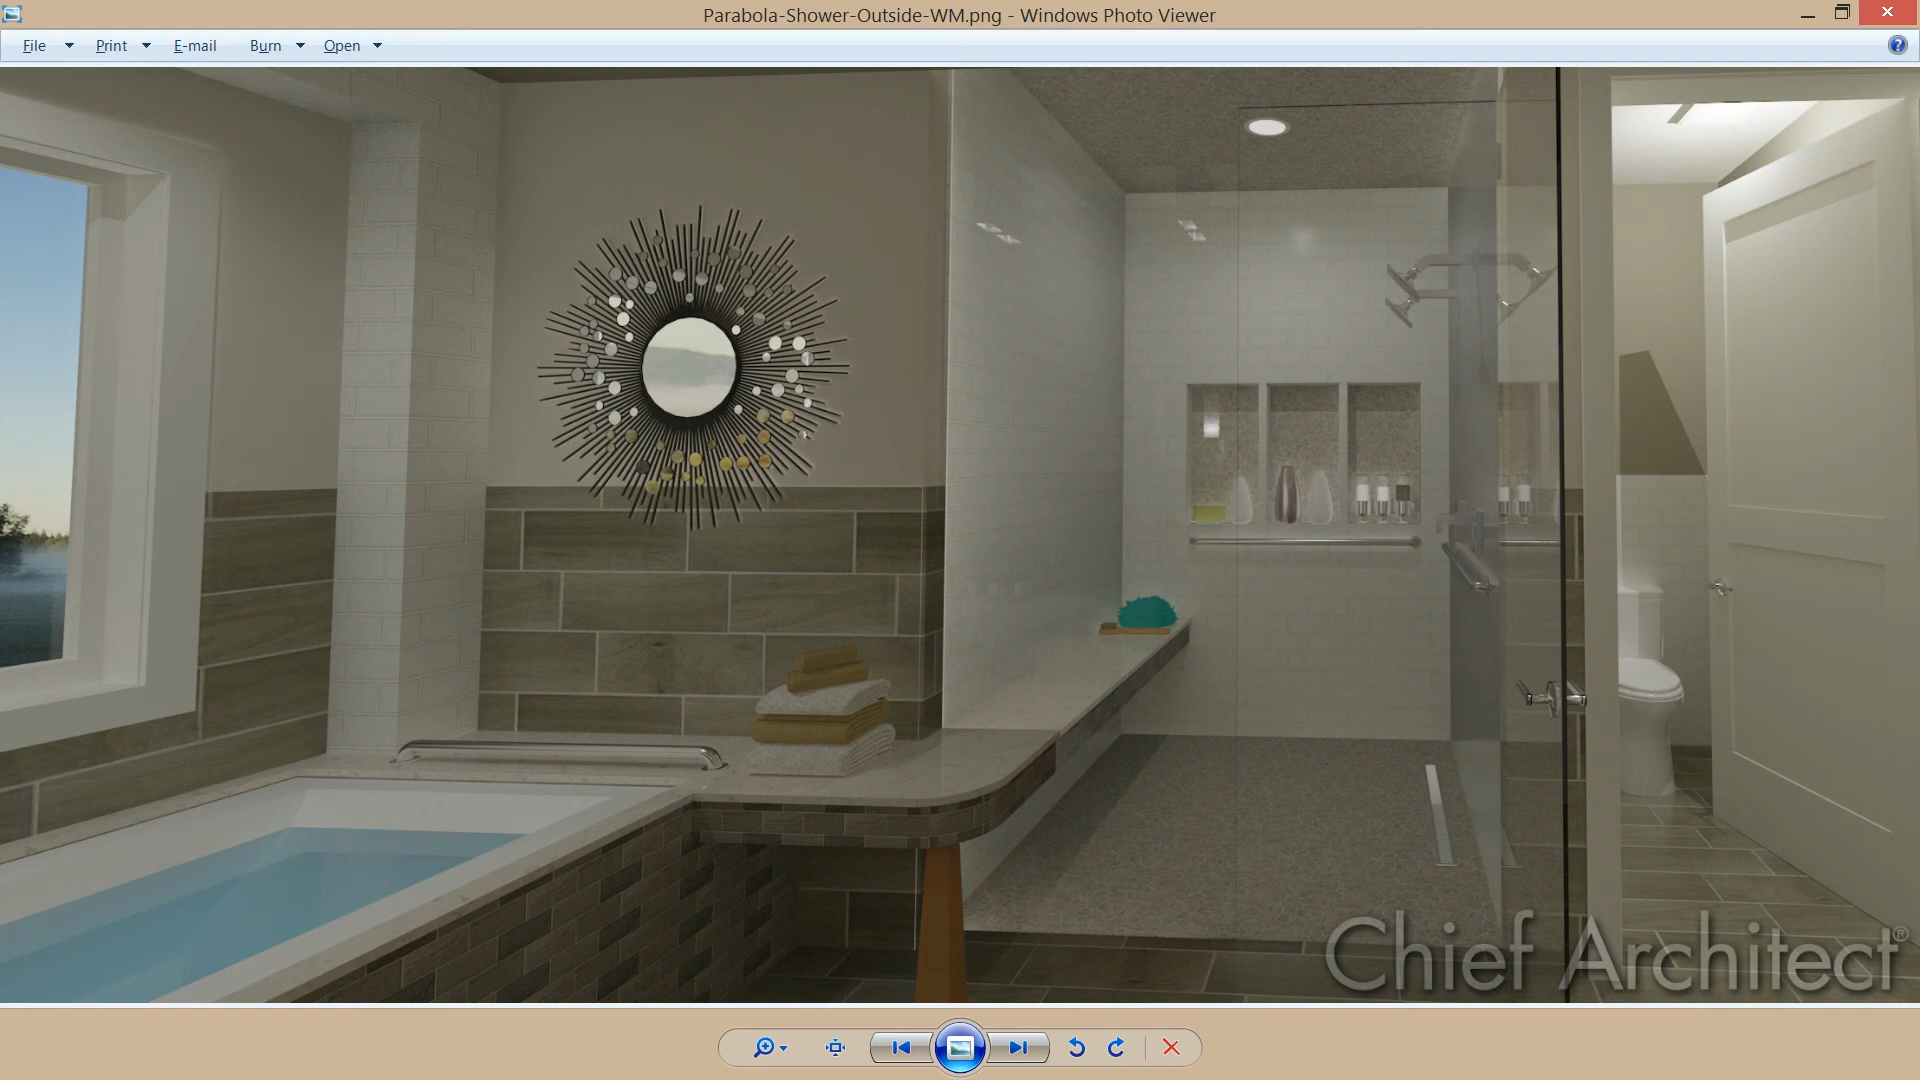 Parabola-Shower-Outside-WM.png - Windows Photo Viewer
File Print E-mail Burn Open
?
Chief Architect®